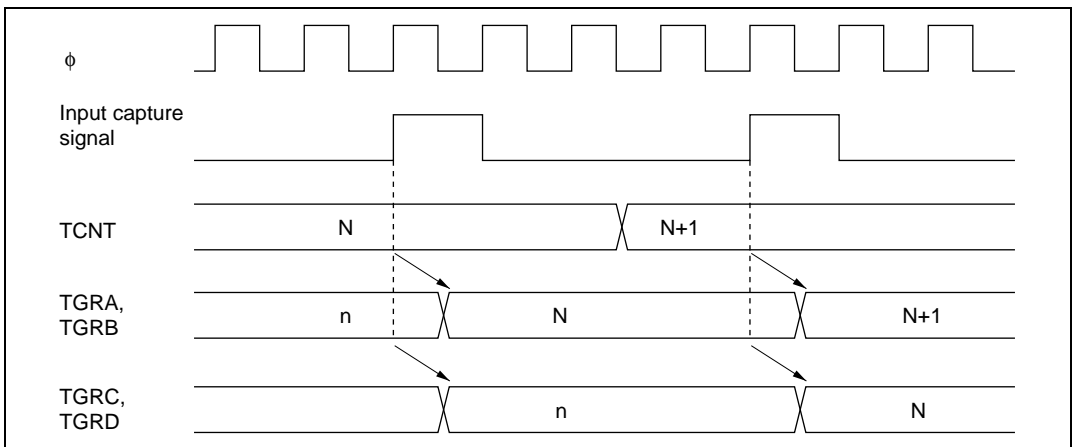 ϕ
Input capture
signal
TCNT
N
N+1
TGRA,
TGRB
n
N
N+1
TGRC,
TGRD
n
N